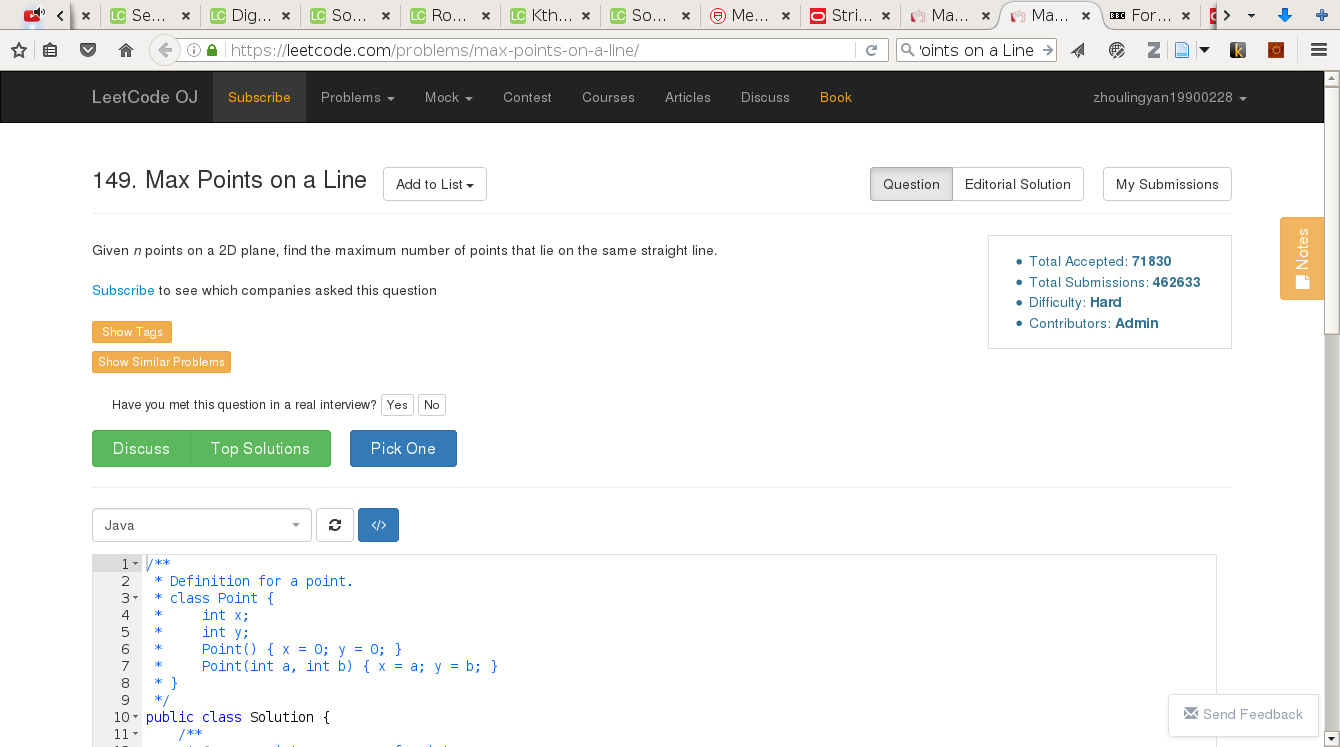 Se...
Dig...
So...
Ro...
Kth...
So...
Me...
Stri...
Ma...
Ma...
For...
https://leetcode.com/problems/max-points-on-a-line/
oints on a Line
LeetCode OJ Subscribe Problems Mock Contest Courses Articles Discuss Book zhoulingyan19900228
149. Max Points on a Line Add to List Question Editorial Solution My Submissions
Given n points on a 2D plane, find the maximum number of points that lie on the same straight line.
Subscribe to see which companies asked this question
Total Accepted: 71830
Total Submissions: 462633
Difficulty: Hard
Contributors: Admin
Notes
Show Tags
Show Similar Problems
Have you met this question in a real interview? Yes No
Discuss Top Solutions Pick One
Java </>
1 /**
2 * Definition for a point.
3 * class Point {
4 * int x;
5 * int y;
6 * Point() { x = 0; y = 0; }
7 * Point(int a, int b) { x = a; y = b; }
8 * }
9 */
10 public class Solution {
11 /**
Send Feedback